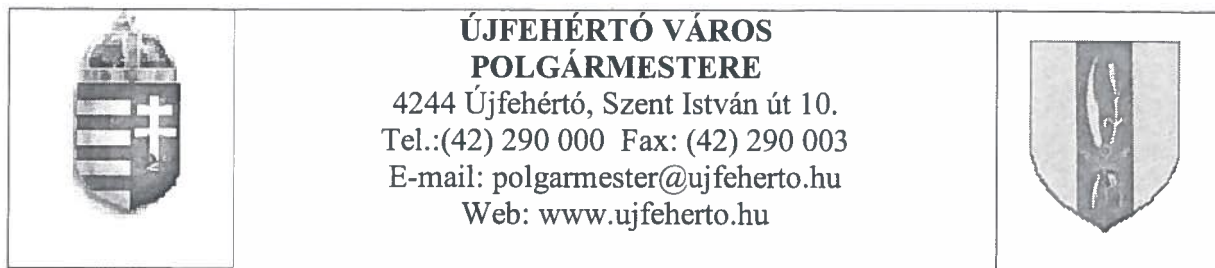 ÚJFEHÉRTÓ VÁROS
POLGÁRMESTERE
4244 Újfehértó, Szent István út 10.
Tel.:(42) 290 000 Fax: (42) 290 003
E-mail: polgarmester@ujfeherto.hu
Web: www.ujfeherto.hu